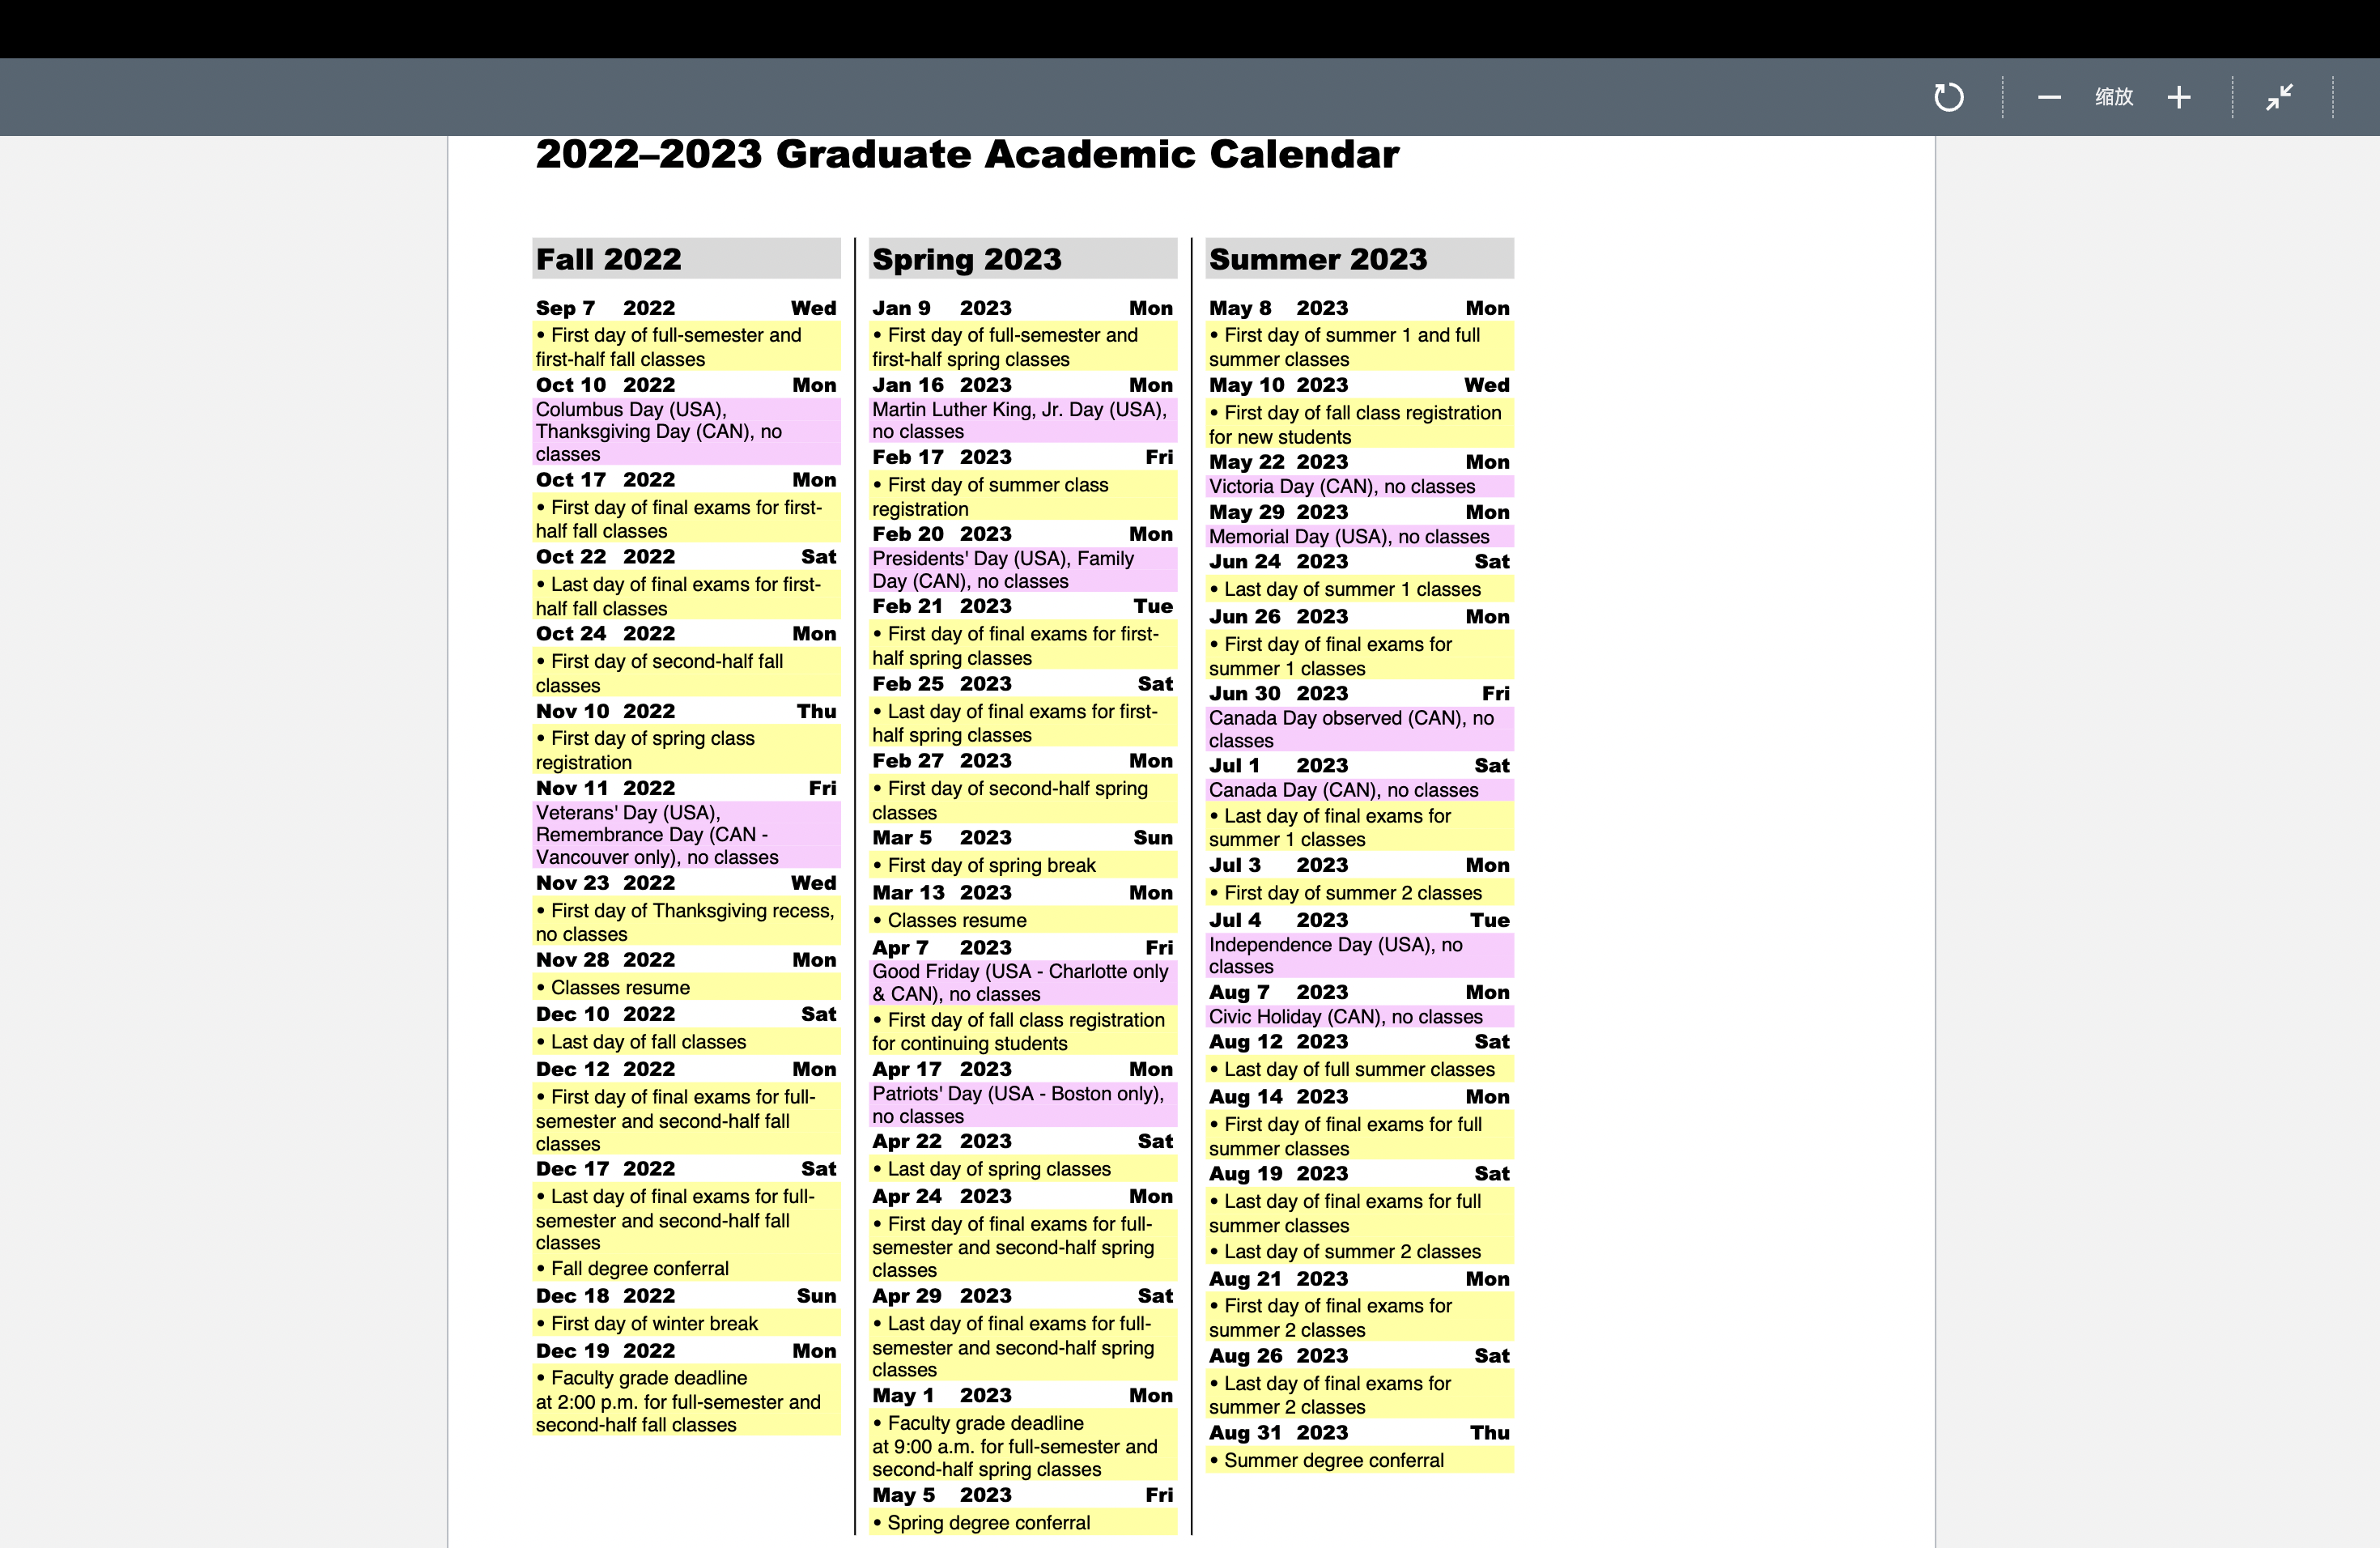 缩放
2022–2023 Graduate Academic Calendar
Fall 2022
Sep 7 2022 Wed
• First day of full-semester and
first-half fall classes
Oct 10 2022 Mon
Columbus Day (USA),
Thanksgiving Day (CAN), no
classes
Oct 17 2022 Mon
• First day of final exams for first-
half fall classes
Oct 22 2022 Sat
• Last day of final exams for first-
half fall classes
Oct 24 2022 Mon
• First day of second-half fall
classes
Nov 10 2022 Thu
• First day of spring class
registration
Nov 11 2022 Fri
Veterans' Day (USA),
Remembrance Day (CAN -
Vancouver only), no classes
Nov 23 2022 Wed
• First day of Thanksgiving recess,
no classes
Nov 28 2022 Mon
• Classes resume
Dec 10 2022 Sat
• Last day of fall classes
Dec 12 2022 Mon
• First day of final exams for full-
semester and second-half fall
classes
Dec 17 2022 Sat
• Last day of final exams for full-
semester and second-half fall
classes
• Fall degree conferral
Dec 18 2022 Sun
• First day of winter break
Dec 19 2022 Mon
• Faculty grade deadline
at 2:00 p.m. for full-semester and
second-half fall classes
Spring 2023
Jan 9 2023 Mon
• First day of full-semester and
first-half spring classes
Jan 16 2023 Mon
Martin Luther King, Jr. Day (USA),
no classes
Feb 17 2023 Fri
• First day of summer class
registration
Feb 20 2023 Mon
Presidents' Day (USA), Family
Day (CAN), no classes
Feb 21 2023 Tue
• First day of final exams for first-
half spring classes
Feb 25 2023 Sat
• Last day of final exams for first-
half spring classes
Feb 27 2023 Mon
• First day of second-half spring
classes
Mar 5 2023 Sun
• First day of spring break
Mar 13 2023 Mon
• Classes resume
Apr 7 2023 Fri
Good Friday (USA - Charlotte only
& CAN), no classes
• First day of fall class registration
for continuing students
Apr 17 2023 Mon
Patriots' Day (USA - Boston only),
no classes
Apr 22 2023 Sat
• Last day of spring classes
Apr 24 2023 Mon
• First day of final exams for full-
semester and second-half spring
classes
Apr 29 2023 Sat
• Last day of final exams for full-
semester and second-half spring
classes
May 1 2023 Mon
• Faculty grade deadline
at 9:00 a.m. for full-semester and
second-half spring classes
May 5 2023 Fri
• Spring degree conferral
Summer 2023
May 8 2023 Mon
• First day of summer 1 and full
summer classes
May 10 2023 Wed
• First day of fall class registration
for new students
May 22 2023 Mon
Victoria Day (CAN), no classes
May 29 2023 Mon
Memorial Day (USA), no classes
Jun 24 2023 Sat
• Last day of summer 1 classes
Jun 26 2023 Mon
• First day of final exams for
summer 1 classes
Jun 30 2023 Fri
Canada Day observed (CAN), no
classes
Jul 1 2023 Sat
Canada Day (CAN), no classes
• Last day of final exams for
summer 1 classes
Jul 3 2023 Mon
• First day of summer 2 classes
Jul 4 2023 Tue
Independence Day (USA), no
classes
Aug 7 2023 Mon
Civic Holiday (CAN), no classes
Aug 12 2023 Sat
• Last day of full summer classes
Aug 14 2023 Mon
• First day of final exams for full
summer classes
Aug 19 2023 Sat
• Last day of final exams for full
summer classes
• Last day of summer 2 classes
Aug 21 2023 Mon
• First day of final exams for
summer 2 classes
Aug 26 2023 Sat
• Last day of final exams for
summer 2 classes
Aug 31 2023 Thu
• Summer degree conferral